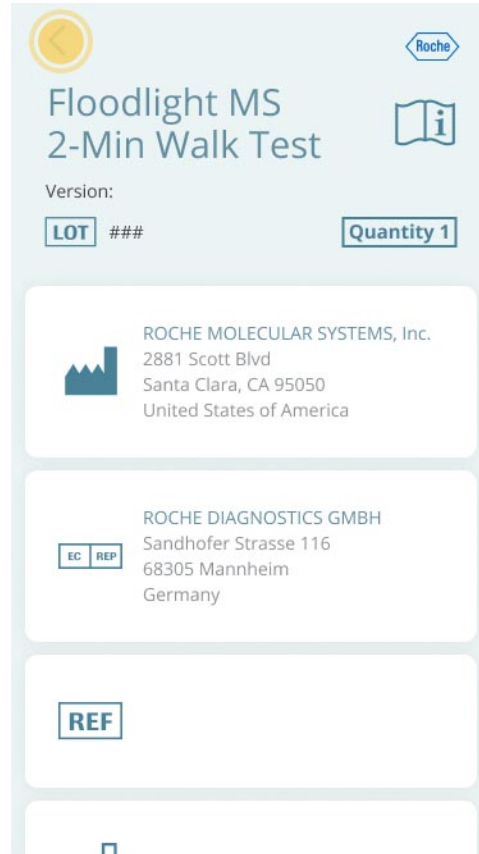 Roche
Floodlight MS
2-Min Walk Test
i
Version:
LOT ###
Quantity 1
ROCHE MOLECULAR SYSTEMS, Inc.
2881 Scott Blvd
Santa Clara, CA 95050
United States of America
EC REP
ROCHE DIAGNOSTICS GMBH
Sandhofer Strasse 116
68305 Mannheim
Germany
REF